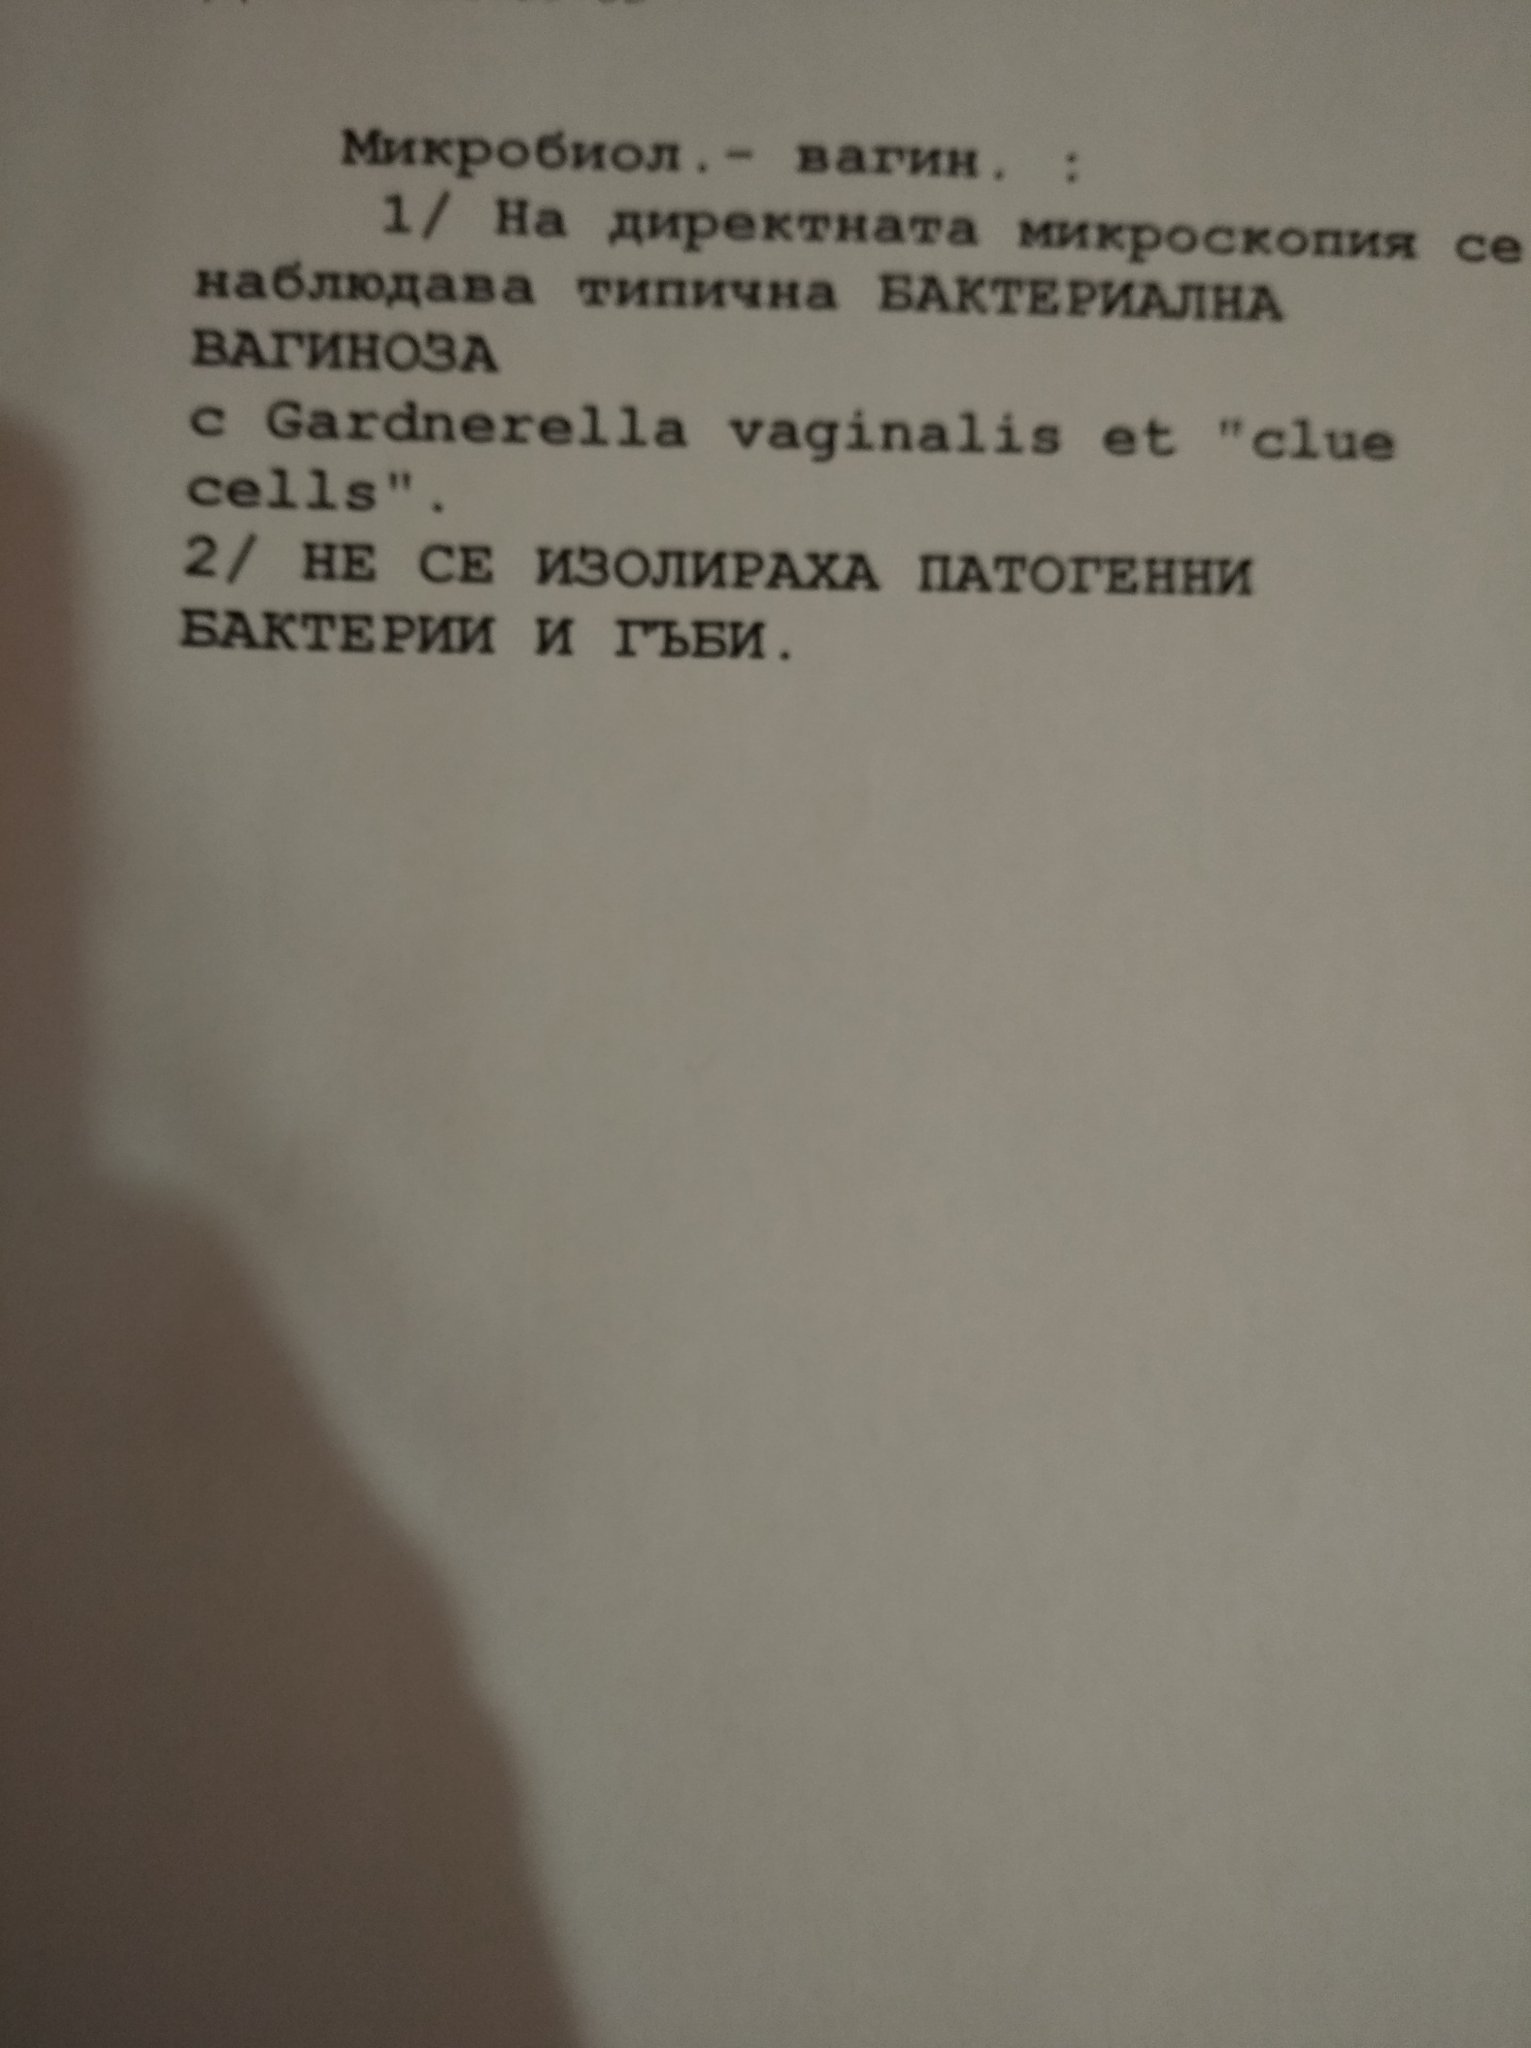 Микробиол.- вагин. :
1/ На директната микроскопия се
наблюдава типична БАКТЕРИАЛНА
ВАГИНОЗА
с Gardnerella vaginalis et "clue
cells".
2/ НЕ СЕ ИЗОЛИРАХА ПАТОГЕННИ
БАКТЕРИИ И ГЪБИ.